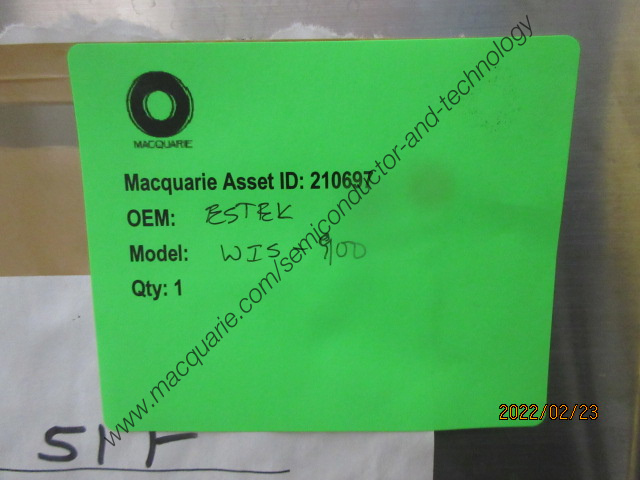 MACQUARIE
Macquarie Asset ID: 210697
OEM: ESTEK
Model: WIS - 900
Qty: 1
www.macquarie.com/semiconductor-and-technology
2022/02/23